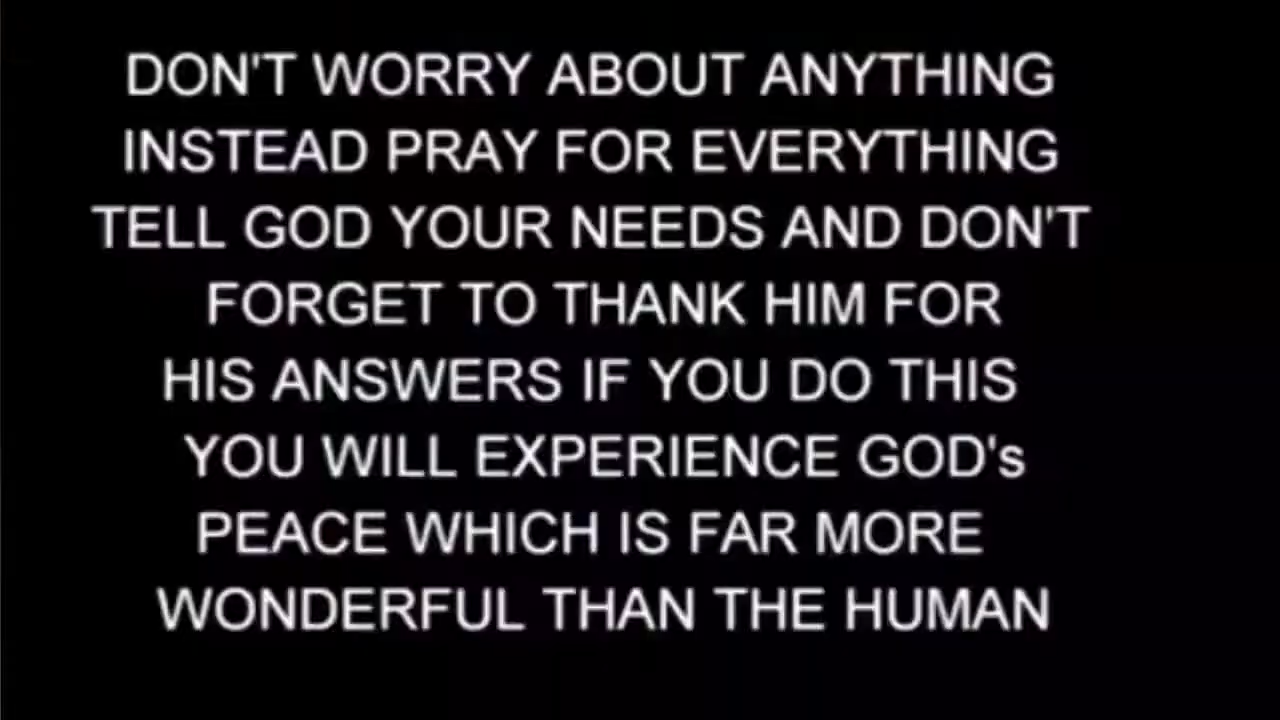 DON'T WORRY ABOUT ANYTHING
INSTEAD PRAY FOR EVERYTHING
TELL GOD YOUR NEEDS AND DON'T
FORGET TO THANK HIM FOR
HIS ANSWERS IF YOU DO THIS
YOU WILL EXPERIENCE GOD's
PEACE WHICH IS FAR MORE
WONDERFUL THAN THE HUMAN